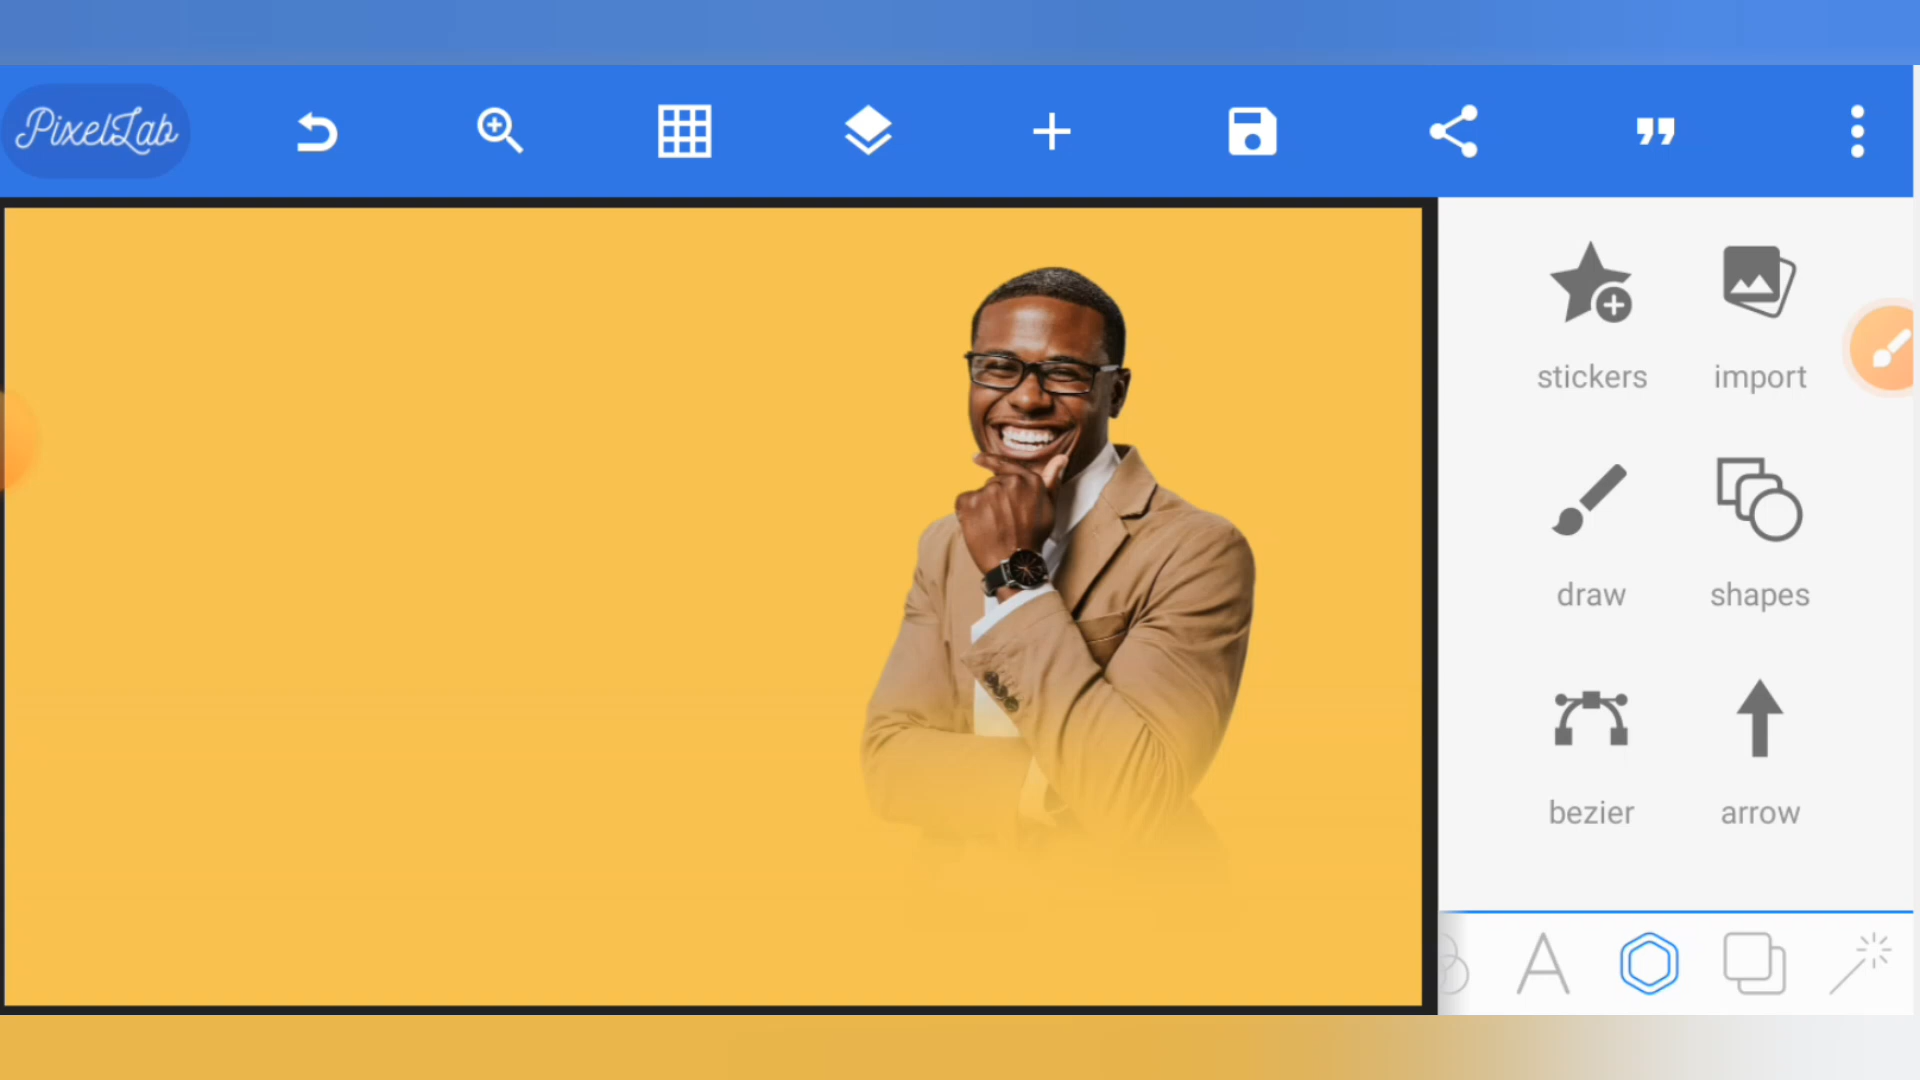 PixelLab
stickers
import
draw
shapes
bezier
arrow